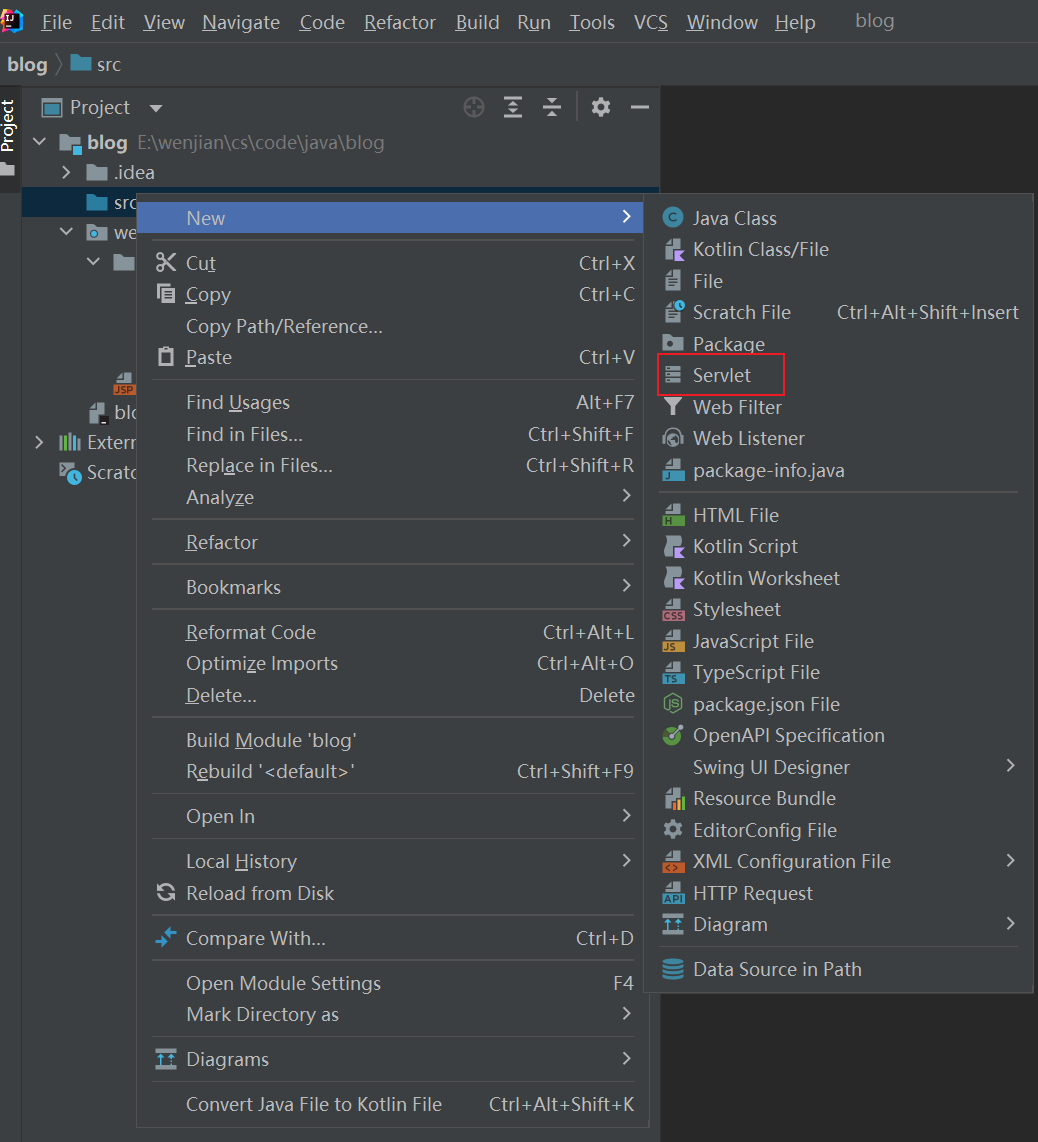 File Edit View Navigate Code Refactor Build Run Tools VCS Window Help blog
blog src
Project
Project
blog E:\wenjian\cs\code\java\blog
.idea
src
we
New
Cut Ctrl+X
Copy Ctrl+C
Copy Path/Reference...
Paste Ctrl+V
Find Usages Alt+F7
Find in Files... Ctrl+Shift+F
Replace in Files... Ctrl+Shift+R
Analyze
Refactor
Bookmarks
Reformat Code Ctrl+Alt+L
Optimize Imports Ctrl+Alt+O
Delete... Delete
Build Module 'blog'
Rebuild '<default>' Ctrl+Shift+F9
Open In
Local History
Reload from Disk
Compare With... Ctrl+D
Open Module Settings F4
Mark Directory as
Diagrams
Convert Java File to Kotlin File Ctrl+Alt+Shift+K
JSP
blo
Extern
Scratc
Java Class
Kotlin Class/File
File
Scratch File Ctrl+Alt+Shift+Insert
Package
Servlet
Web Filter
Web Listener
package-info.java
HTML File
Kotlin Script
Kotlin Worksheet
Stylesheet
JavaScript File
TypeScript File
package.json File
OpenAPI Specification
Swing UI Designer
Resource Bundle
EditorConfig File
XML Configuration File
HTTP Request
Diagram
Data Source in Path